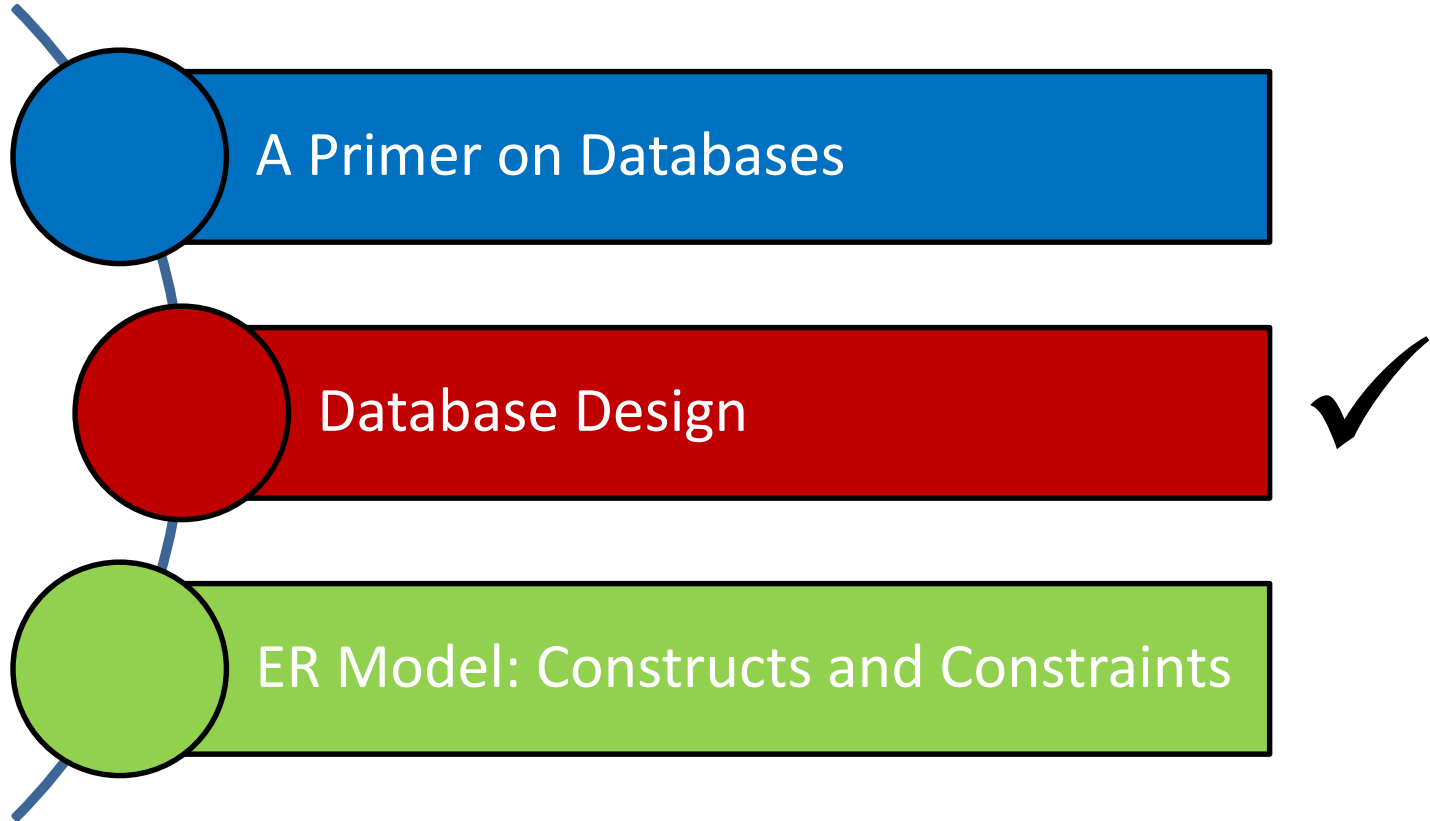 A Primer on Databases
Database Design
ER Model: Constructs and Constraints